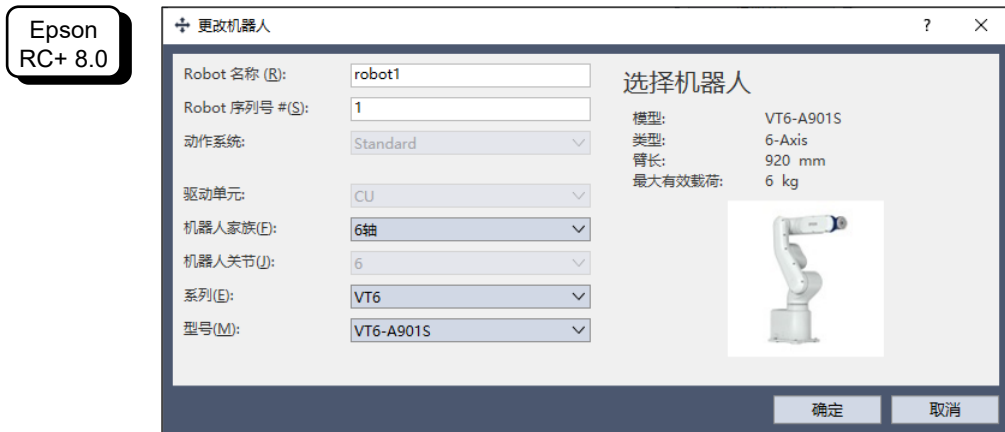 Epson
RC+ 8.0
更改机器人
?
Robot 名称 (R):
robot1
Robot 序列号 #(S):
1
动作系统:
Standard
驱动单元:
CU
机器人家族(F):
6轴
机器人关节(J):
6
系列(E):
VT6
型号(M):
VT6-A901S
选择机器人
模型: VT6-A901S
类型: 6-Axis
臂长: 920 mm
最大有效载荷: 6 kg
确定
取消